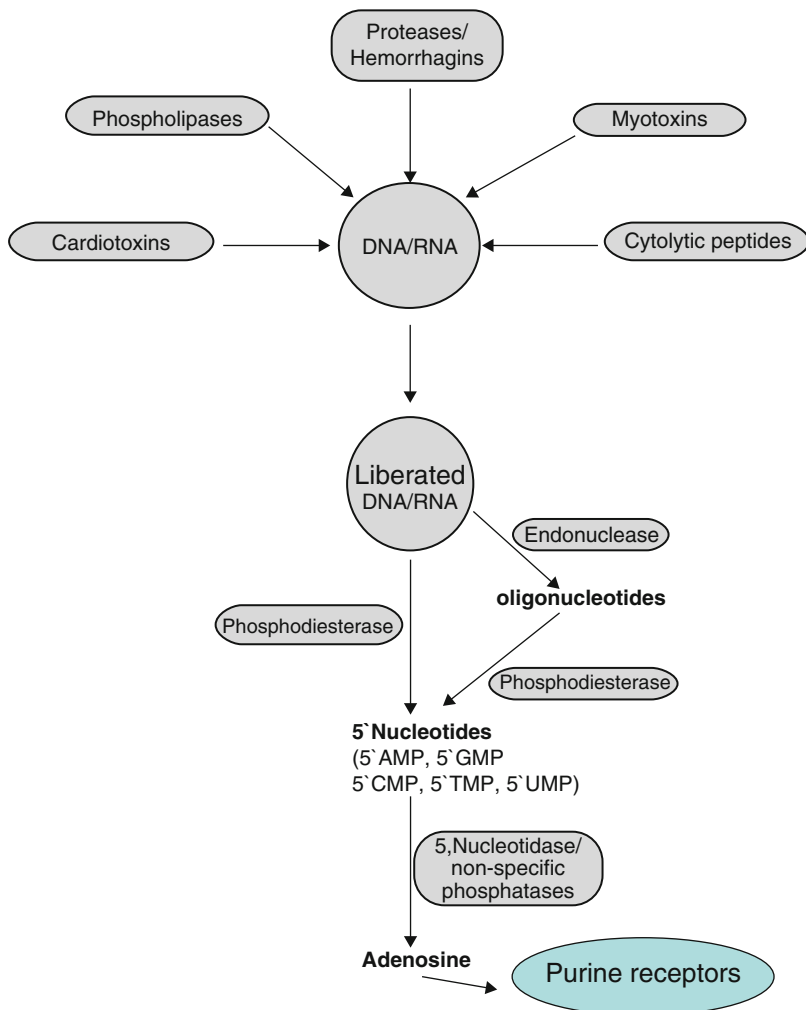 Proteases/
Hemorrhagins
Phospholipases
Myotoxins
Cardiotoxins
DNA/RNA
Cytolytic peptides
Liberated
DNA/RNA
Endonuclease
oligonucleotides
Phosphodiesterase
Phosphodiesterase
5`Nucleotides
(5`AMP, 5`GMP
5`CMP, 5`TMP, 5`UMP)
5,Nucleotidase/
non-specific
phosphatases
Adenosine
Purine receptors